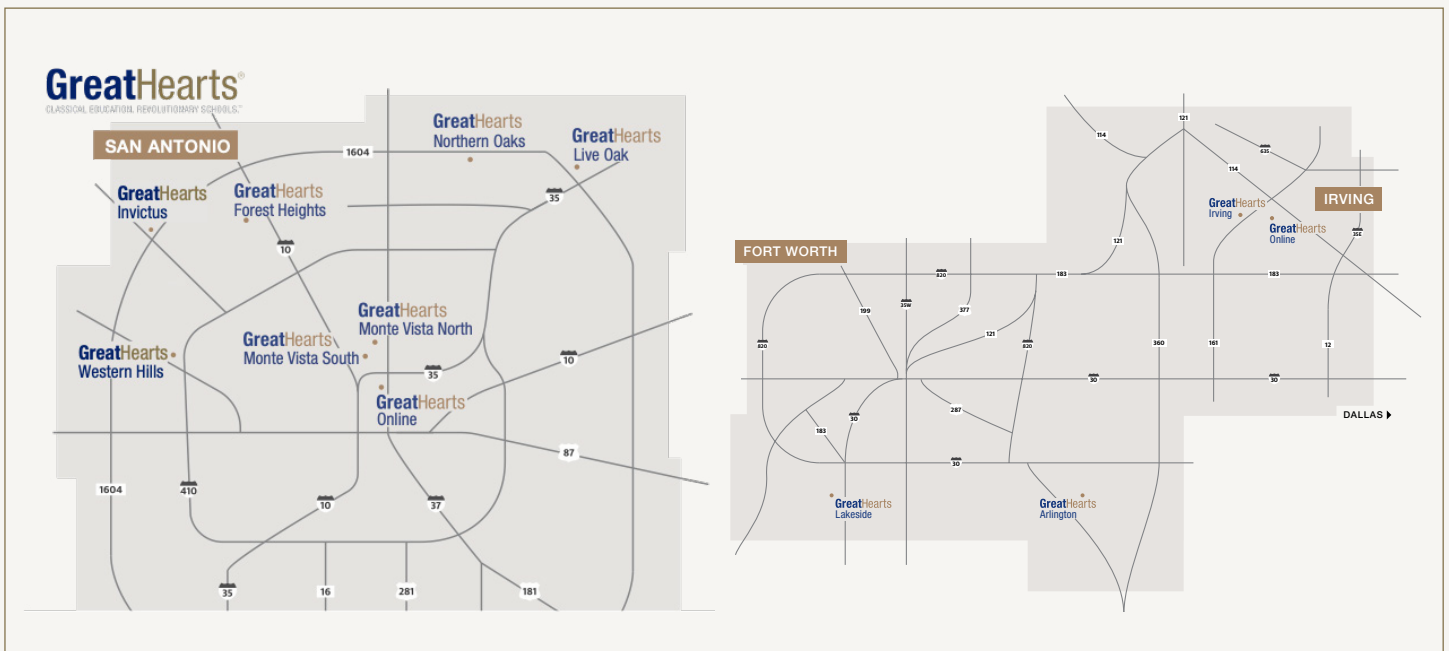 GreatHearts®
CLASSICAL EDUCATION. REVOLUTIONARY SCHOOLS.™
SAN ANTONIO
GreatHearts
Northern Oaks
GreatHearts
Live Oak
1604
GreatHearts
Invictus
GreatHearts
Forest Heights
35
10
GreatHearts
Monte Vista North
GreatHearts
Monte Vista South
GreatHearts
Western Hills
10
35
GreatHearts
Online
87
1604
410
10
37
35
16
281
181
121
114
635
114
IRVING
GreatHearts
Irving
GreatHearts
Online
35E
121
FORT WORTH
820
183
183
199
35W
377
121
820
820
360
161
12
30
30
287
30
183
DALLAS
30
GreatHearts
Lakeside
GreatHearts
Arlington